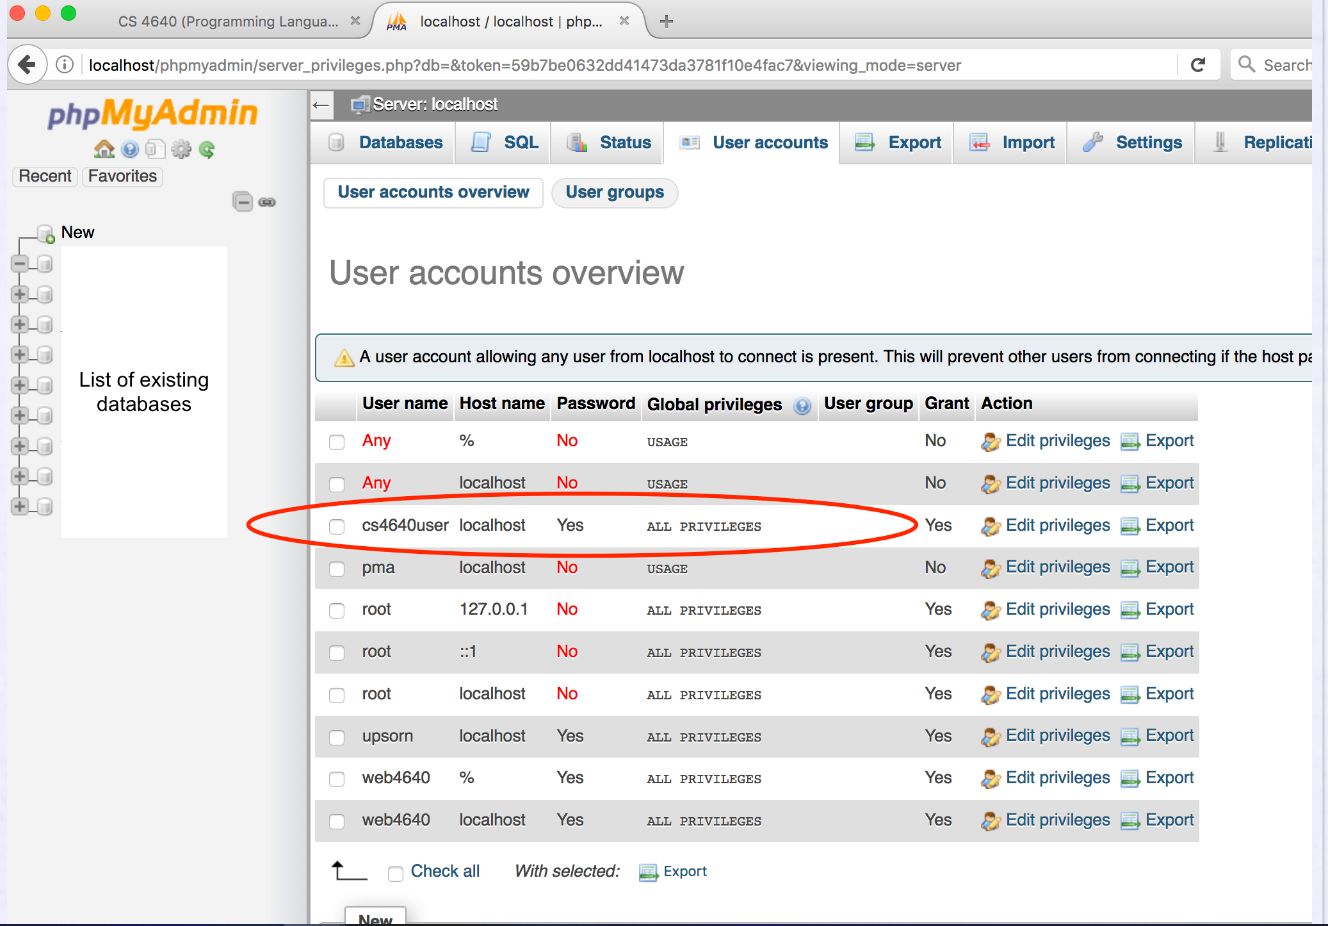 CS 4640 (Programming Langua...
localhost / localhost | php...
localhost/phpmyadmin/server_privileges.php?db=&token=59b7be0632dd41473da3781f10e4fac7&viewing_mode=server
Search
phpMyAdmin
Recent Favorites
New
List of existing
databases
Server: localhost
Databases SQL Status User accounts Export Import Settings Replicati
User accounts overview User groups
User accounts overview
A user account allowing any user from localhost to connect is present. This will prevent other users from connecting if the host pa
User name Host name Password Global privileges User group Grant Action
Any % No USAGE No Edit privileges Export
Any localhost No USAGE No Edit privileges Export
cs4640user localhost Yes ALL PRIVILEGES Yes Edit privileges Export
pma localhost No USAGE No Edit privileges Export
root 127.0.0.1 No ALL PRIVILEGES Yes Edit privileges Export
root ::1 No ALL PRIVILEGES Yes Edit privileges Export
root localhost No ALL PRIVILEGES Yes Edit privileges Export
upsorn localhost Yes ALL PRIVILEGES Yes Edit privileges Export
web4640 % Yes ALL PRIVILEGES Yes Edit privileges Export
web4640 localhost Yes ALL PRIVILEGES Yes Edit privileges Export
Check all With selected: Export
New